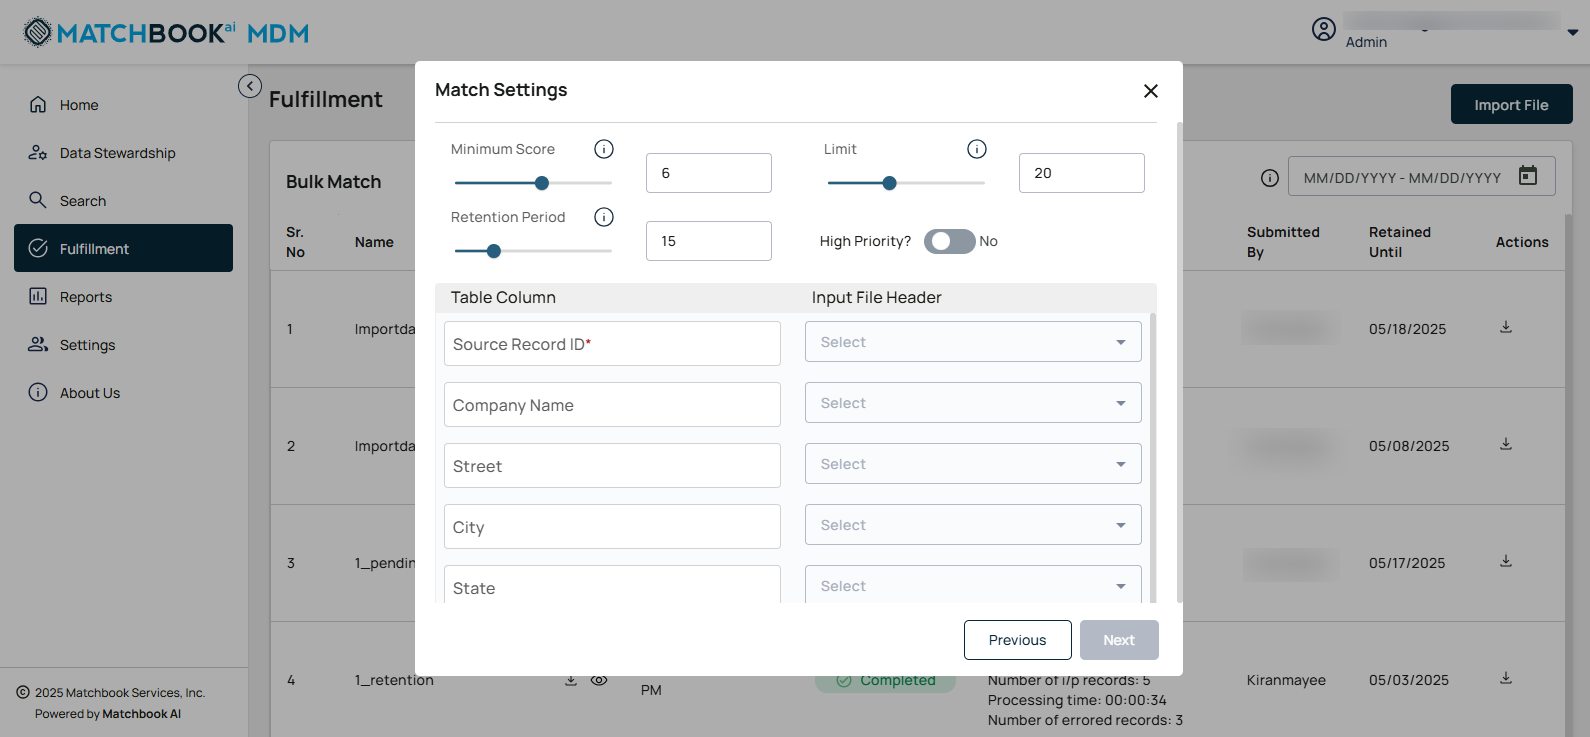 MATCHBOOKai MDM
Admin
Home
Data Stewardship
Search
Fulfillment
Reports
Settings
About Us
© 2025 Matchbook Services, Inc.
Powered by Matchbook AI
Fulfillment
Import File
Bulk Match
MM/DD/YYYY - MM/DD/YYYY
Sr. No
Name
Submitted By
Retained Until
Actions
1
Importda
05/18/2025
2
Importda
05/08/2025
3
1_pendin
05/17/2025
4
1_retention
PM
Completed
Number of i/p records: 5
Processing time: 00:00:34
Number of errored records: 3
Kiranmayee
05/03/2025
Match Settings
Minimum Score
6
Limit
20
Retention Period
15
High Priority?
No
Table Column
Input File Header
Source Record ID*
Select
Company Name
Select
Street
Select
City
Select
State
Select
Previous
Next